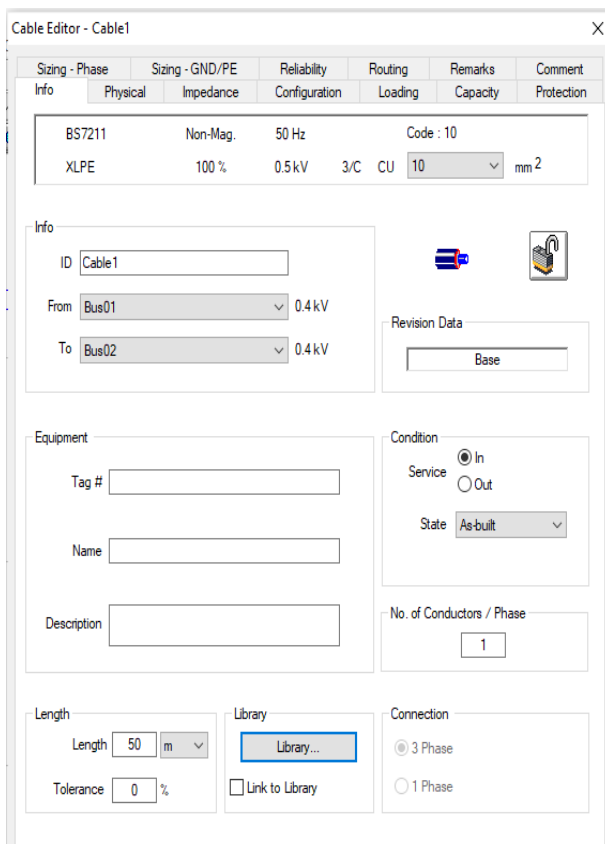 Cable Editor - Cable1
Sizing - Phase Sizing - GND/PE Reliability Routing Remarks Comment
Info Physical Impedance Configuration Loading Capacity Protection
BS7211 Non-Mag. 50 Hz Code : 10
XLPE 100 % 0.5 kV 3/C CU 10 mm 2
Info
ID Cable1
From Bus01 0.4 kV
To Bus02 0.4 kV
Revision Data
Base
Equipment
Tag #
Name
Description
Condition
Service In
Out
State As-built
No. of Conductors / Phase
1
Length
Length 50 m
Tolerance 0 %
Library
Library...
Link to Library
Connection
3 Phase
1 Phase